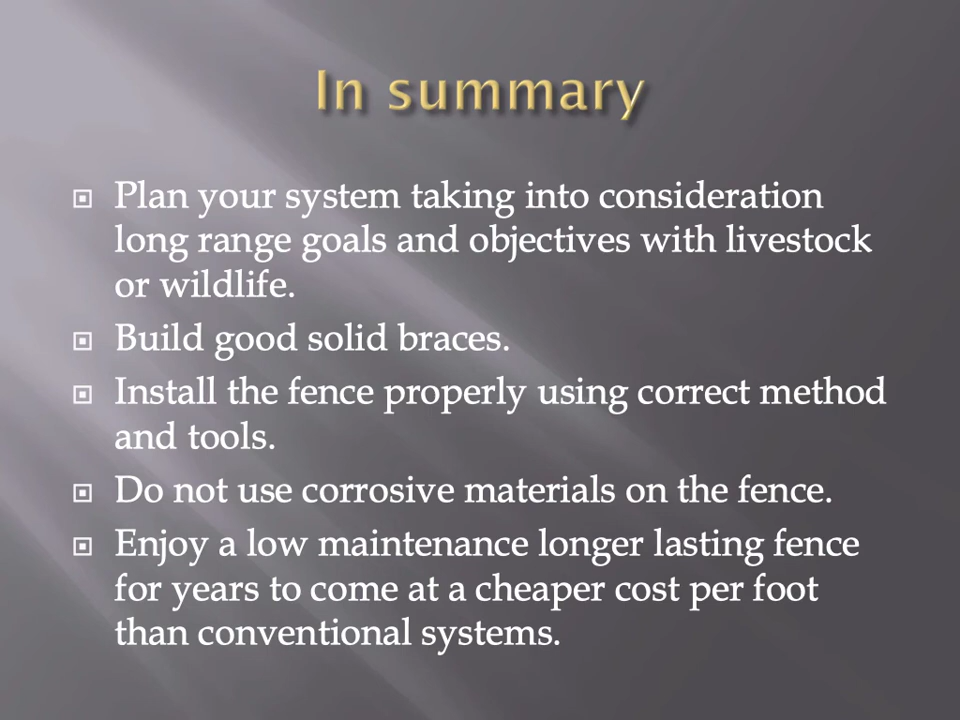 In summary
Plan your system taking into consideration
long range goals and objectives with livestock
or wildlife.
Build good solid braces.
Install the fence properly using correct method
and tools.
Do not use corrosive materials on the fence.
Enjoy a low maintenance longer lasting fence
for years to come at a cheaper cost per foot
than conventional systems.